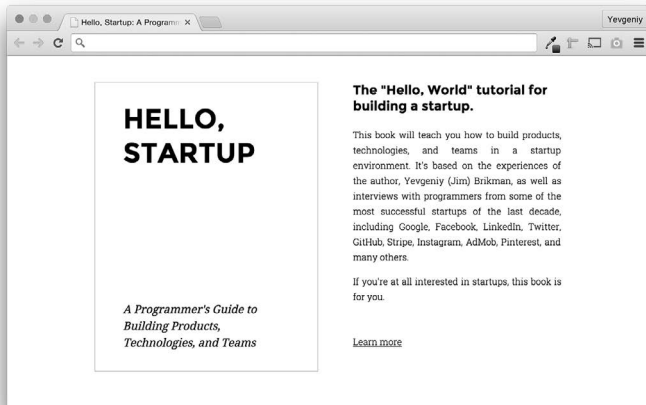 Hello, Startup: A Program
Yevgeniy
HELLO,
STARTUP
A Programmer's Guide to
Building Products,
Technologies, and Teams
The "Hello, World" tutorial for
building a startup.
This book will teach you how to build products,
technologies, and teams in a startup
environment. It's based on the experiences of
the author, Yevgeniy (Jim) Brikman, as well as
interviews with programmers from some of the
most successful startups of the last decade,
including Google, Facebook, LinkedIn, Twitter,
GitHub, Stripe, Instagram, AdMob, Pinterest, and
many others.
If you're at all interested in startups, this book is
for you.
Learn more